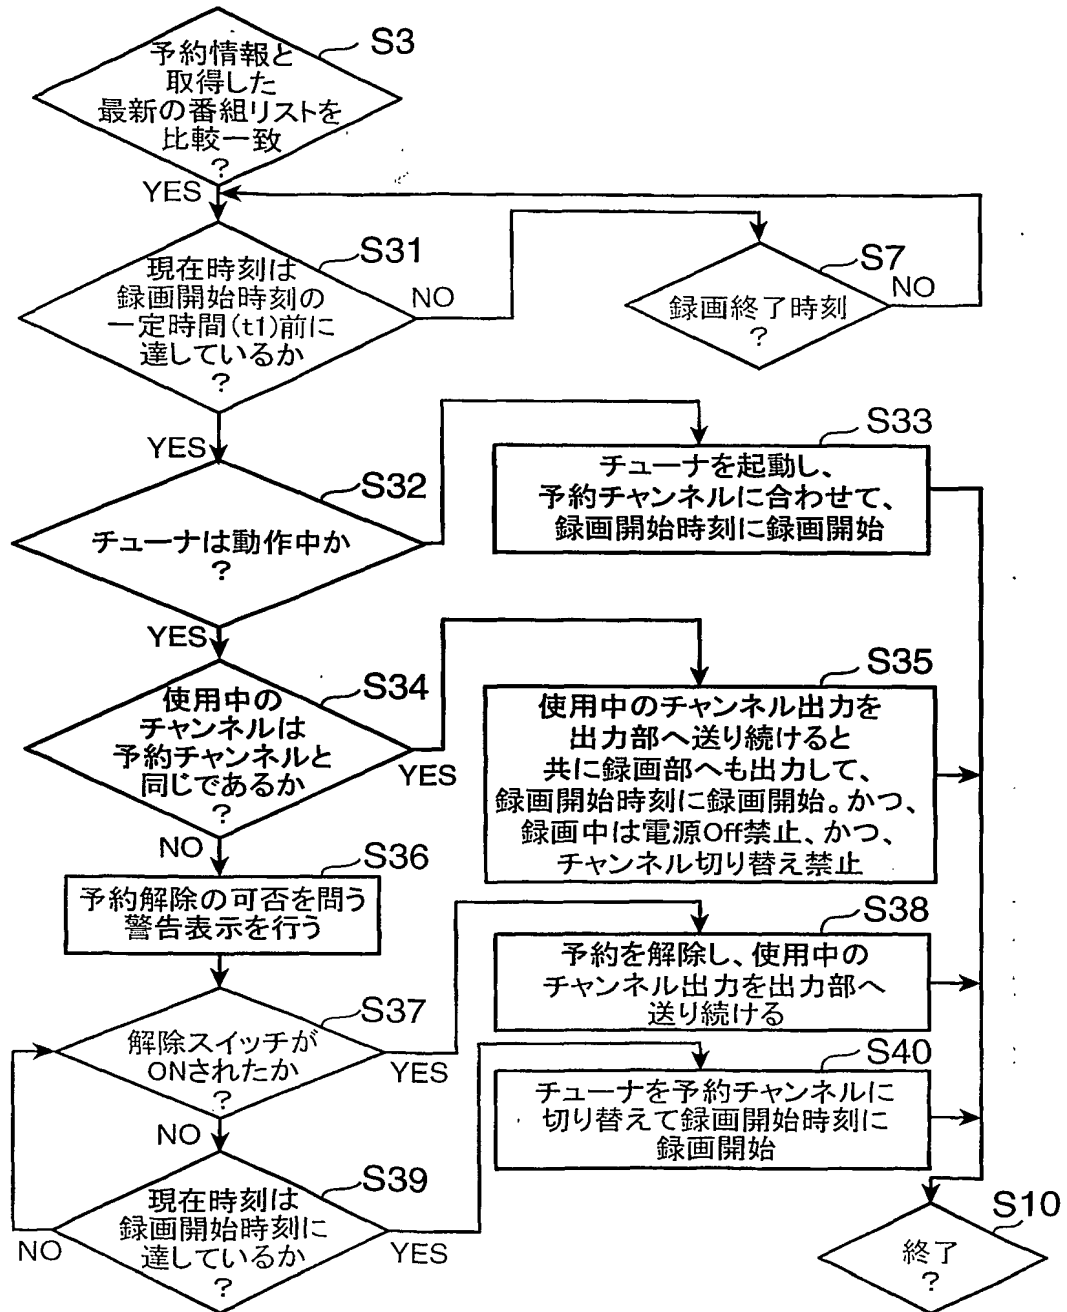 S3
予約情報と
取得した
最新の番組リストを
比較一致
?
YES
S31
現在時刻は
録画開始時刻の
一定時間(t1)前に
達しているか
?
NO
S7
録画終了時刻
?
NO
YES
S32
チューナは動作中か
?
S33
チューナを起動し、
予約チャンネルに合わせて、
録画開始時刻に録画開始
YES
S34
使用中の
チャンネルは
予約チャンネルと
同じであるか
?
YES
S35
使用中のチャンネル出力を
出力部へ送り続けると
共に録画部へも出力して、
録画開始時刻に録画開始。かつ、
録画中は電源Off禁止、かつ、
チャンネル切り替え禁止
NO
S36
予約解除の可否を問う
警告表示を行う
S37
解除スイッチが
ONされたか
?
YES
S38
予約を解除し、使用中の
チャンネル出力を出力部へ
送り続ける
NO
S39
現在時刻は
録画開始時刻に
達しているか
?
NO
YES
S40
チューナを予約チャンネルに
切り替えて録画開始時刻に
録画開始
S10
終了
?